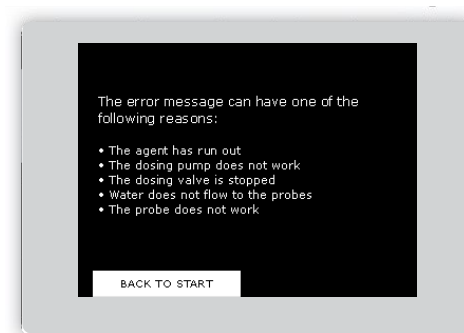 The error message can have one of the
following reasons:
• The agent has run out
• The dosing pump does not work
• The dosing valve is stopped
• Water does not flow to the probes
• The probe does not work
BACK TO START